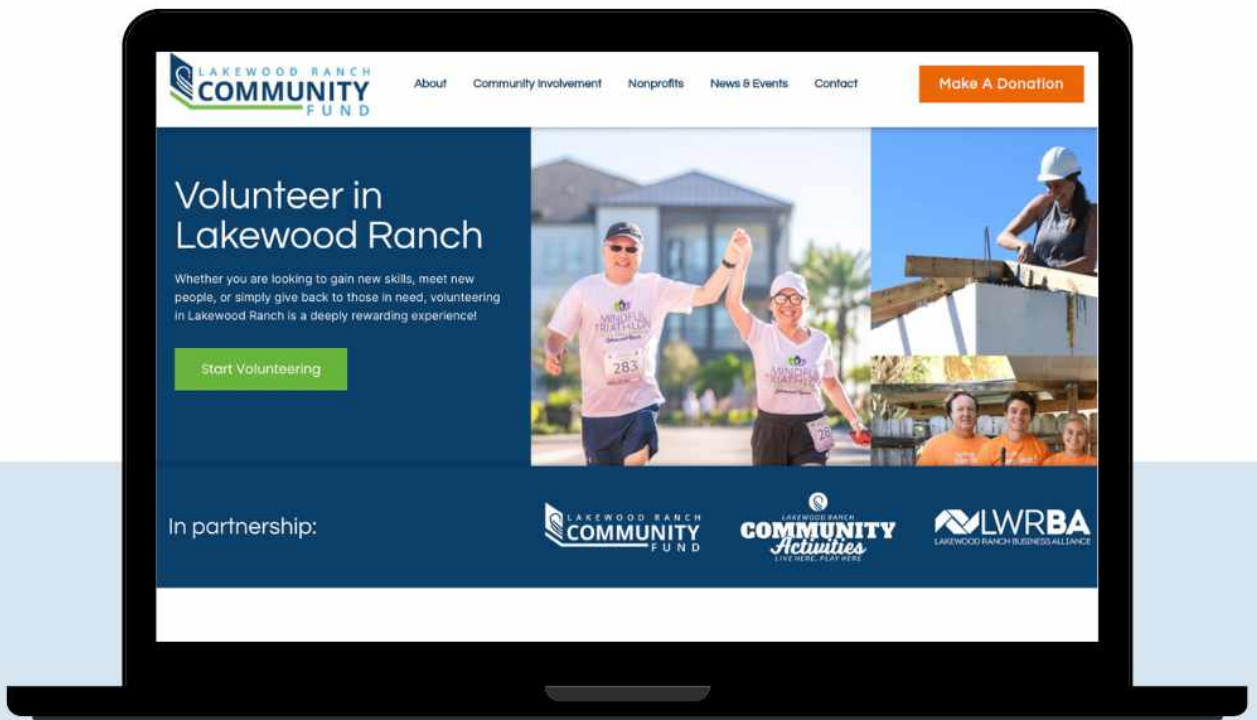 LAKEWOOD RANCH
COMMUNITY
FUND
About
Community Involvement
Nonprofits
News & Events
Contact
Make A Donation
Volunteer in
Lakewood Ranch
Whether you are looking to gain new skills, meet new
people, or simply give back to those in need, volunteering
in Lakewood Ranch is a deeply rewarding experience!
Start Volunteering
MINDFUL
TRIATHLON
283
MINDFUL
TRIATHLON
28
In partnership:
LAKEWOOD RANCH
COMMUNITY
FUND
LAKEWOOD RANCH
COMMUNITY
Activities
LIVE HERE. PLAY HERE
LWRBA
LAKEWOOD RANCH BUSINESS ALLIANCE